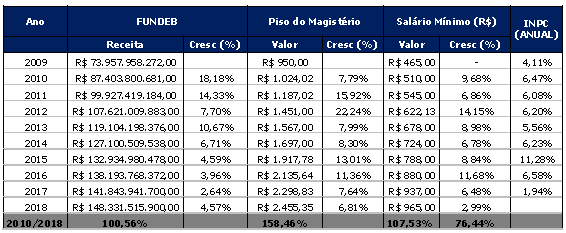 Ano FUNDEB Piso do Magistério Salário Mínimo (R$) INPC (ANUAL)
Receita Cresc (%) Valor Cresc (%) Valor Cresc (%)
2009 R$ 73.957.958.272,00 R$ 950,00 R$ 465,00 - 4,11%
2010 R$ 87.403.800.681,00 18,18% R$ 1.024,02 7,79% R$ 510,00 9,68% 6,47%
2011 R$ 99.927.419.184,00 14,33% R$ 1.187,02 15,92% R$ 545,00 6,86% 6,08%
2012 R$ 107.621.009.883,00 7,70% R$ 1.451,00 22,24% R$ 622,13 14,15% 6,20%
2013 R$ 119.104.198.376,00 10,67% R$ 1.567,00 7,99% R$ 678,00 8,98% 5,56%
2014 R$ 127.100.509.538,00 6,71% R$ 1.697,00 8,30% R$ 724,00 6,78% 6,23%
2015 R$ 132.934.980.478,00 4,59% R$ 1.917,78 13,01% R$ 788,00 8,84% 11,28%
2016 R$ 138.193.768.372,00 3,96% R$ 2.135,64 11,36% R$ 880,00 11,68% 6,58%
2017 R$ 141.843.941.700,00 2,64% R$ 2.298,83 7,64% R$ 937,00 6,48% 1,94%
2018 R$ 148.331.515.900,00 4,57% R$ 2.455,35 6,81% R$ 965,00 2,99%
2010/2018 100,56% 158,46% 107,53% 76,44%